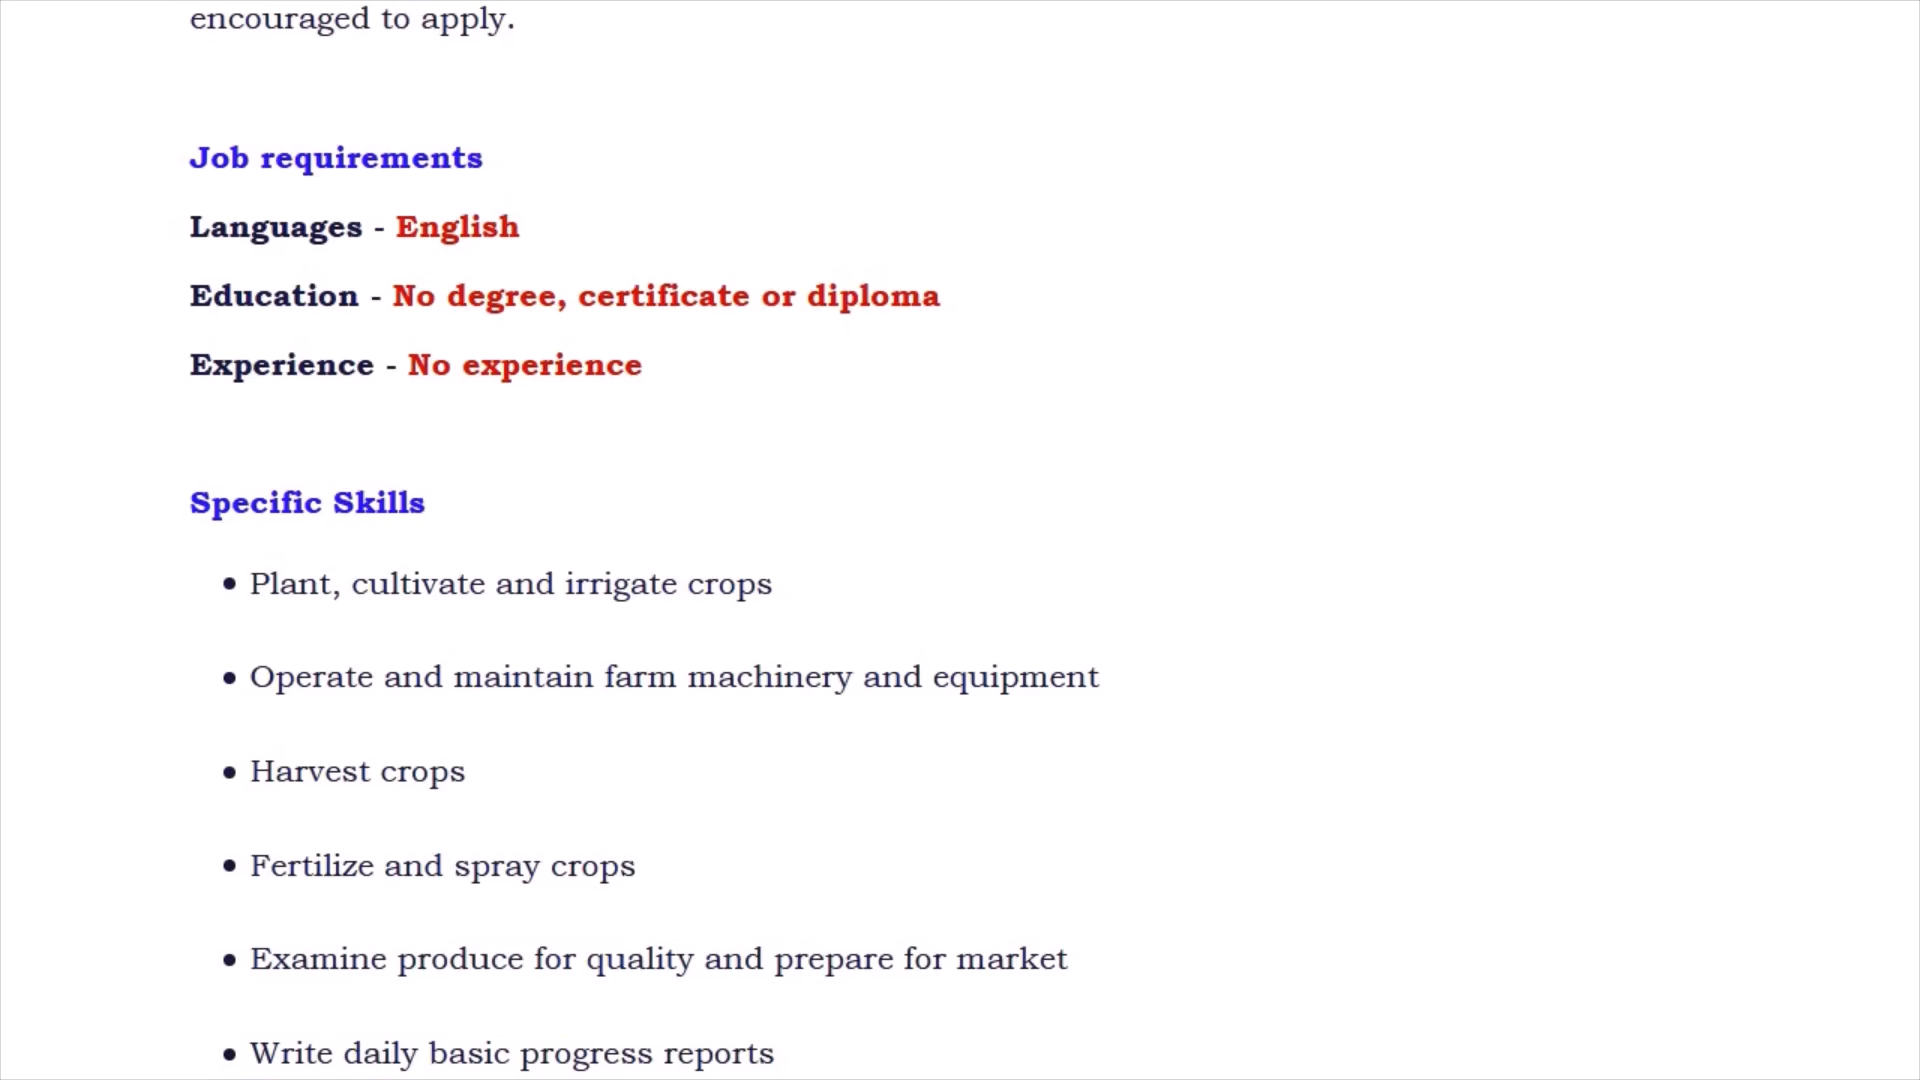 encouraged to apply.
Job requirements
Languages - English
Education - No degree, certificate or diploma
Experience - No experience
Specific Skills
• Plant, cultivate and irrigate crops
• Operate and maintain farm machinery and equipment
• Harvest crops
• Fertilize and spray crops
• Examine produce for quality and prepare for market
• Write daily basic progress reports